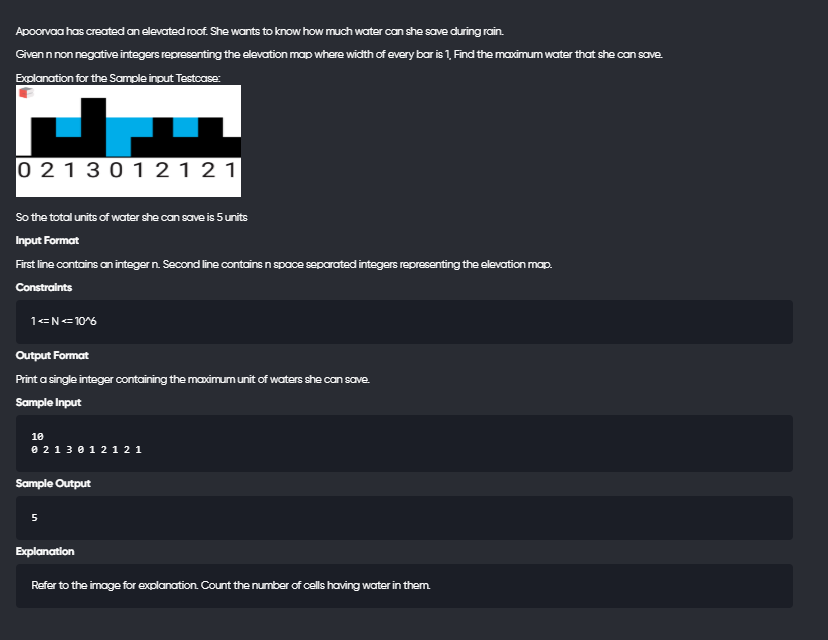 Apoorvaa has created an elevated roof. She wants to know how much water can she save during rain.
Given n non negative integers representing the elevation map where width of every bar is 1, Find the maximum water that she can save.
Explanation for the Sample input Testcase:
0 2 1 3 0 1 2 1 2 1
So the total units of water she can save is 5 units
Input Format
First line contains an integer n. Second line contains n space separated integers representing the elevation map.
Constraints
1 <= N <= 10^6
Output Format
Print a single integer containing the maximum unit of waters she can save.
Sample Input
10
0 2 1 3 0 1 2 1 2 1
Sample Output
5
Explanation
Refer to the image for explanation. Count the number of cells having water in them.